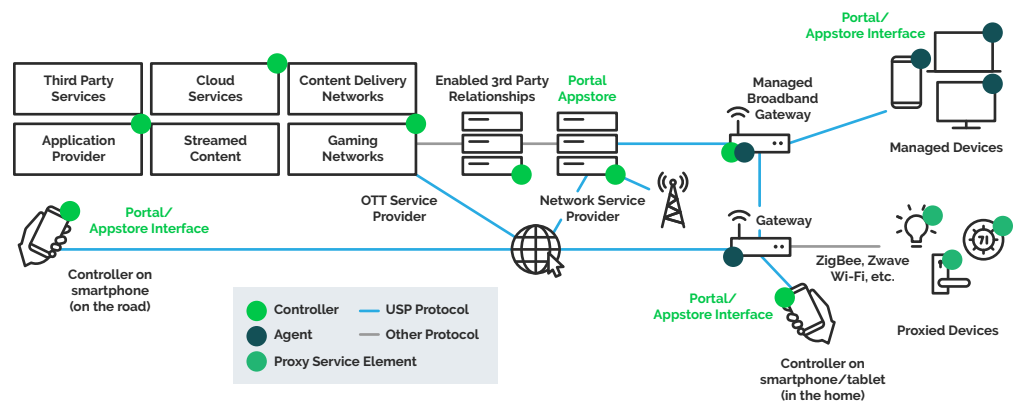 Portal/
Appstore Interface
Third Party
Services
Cloud
Services
Content Delivery
Networks
Enabled 3rd Party
Relationships
Portal
Appstore
Managed
Broadband
Gateway
Application
Provider
Streamed
Content
Gaming
Networks
Managed Devices
OTT Service
Provider
Network Service
Provider
Portal/
Appstore Interface
Gateway
71
ZigBee, Zwave
Wi-Fi, etc.
Controller on
smartphone
(on the road)
Portal/
Appstore Interface
Proxied Devices
Controller
USP Protocol
Agent
Other Protocol
Proxy Service Element
Controller on
smartphone/tablet
(in the home)